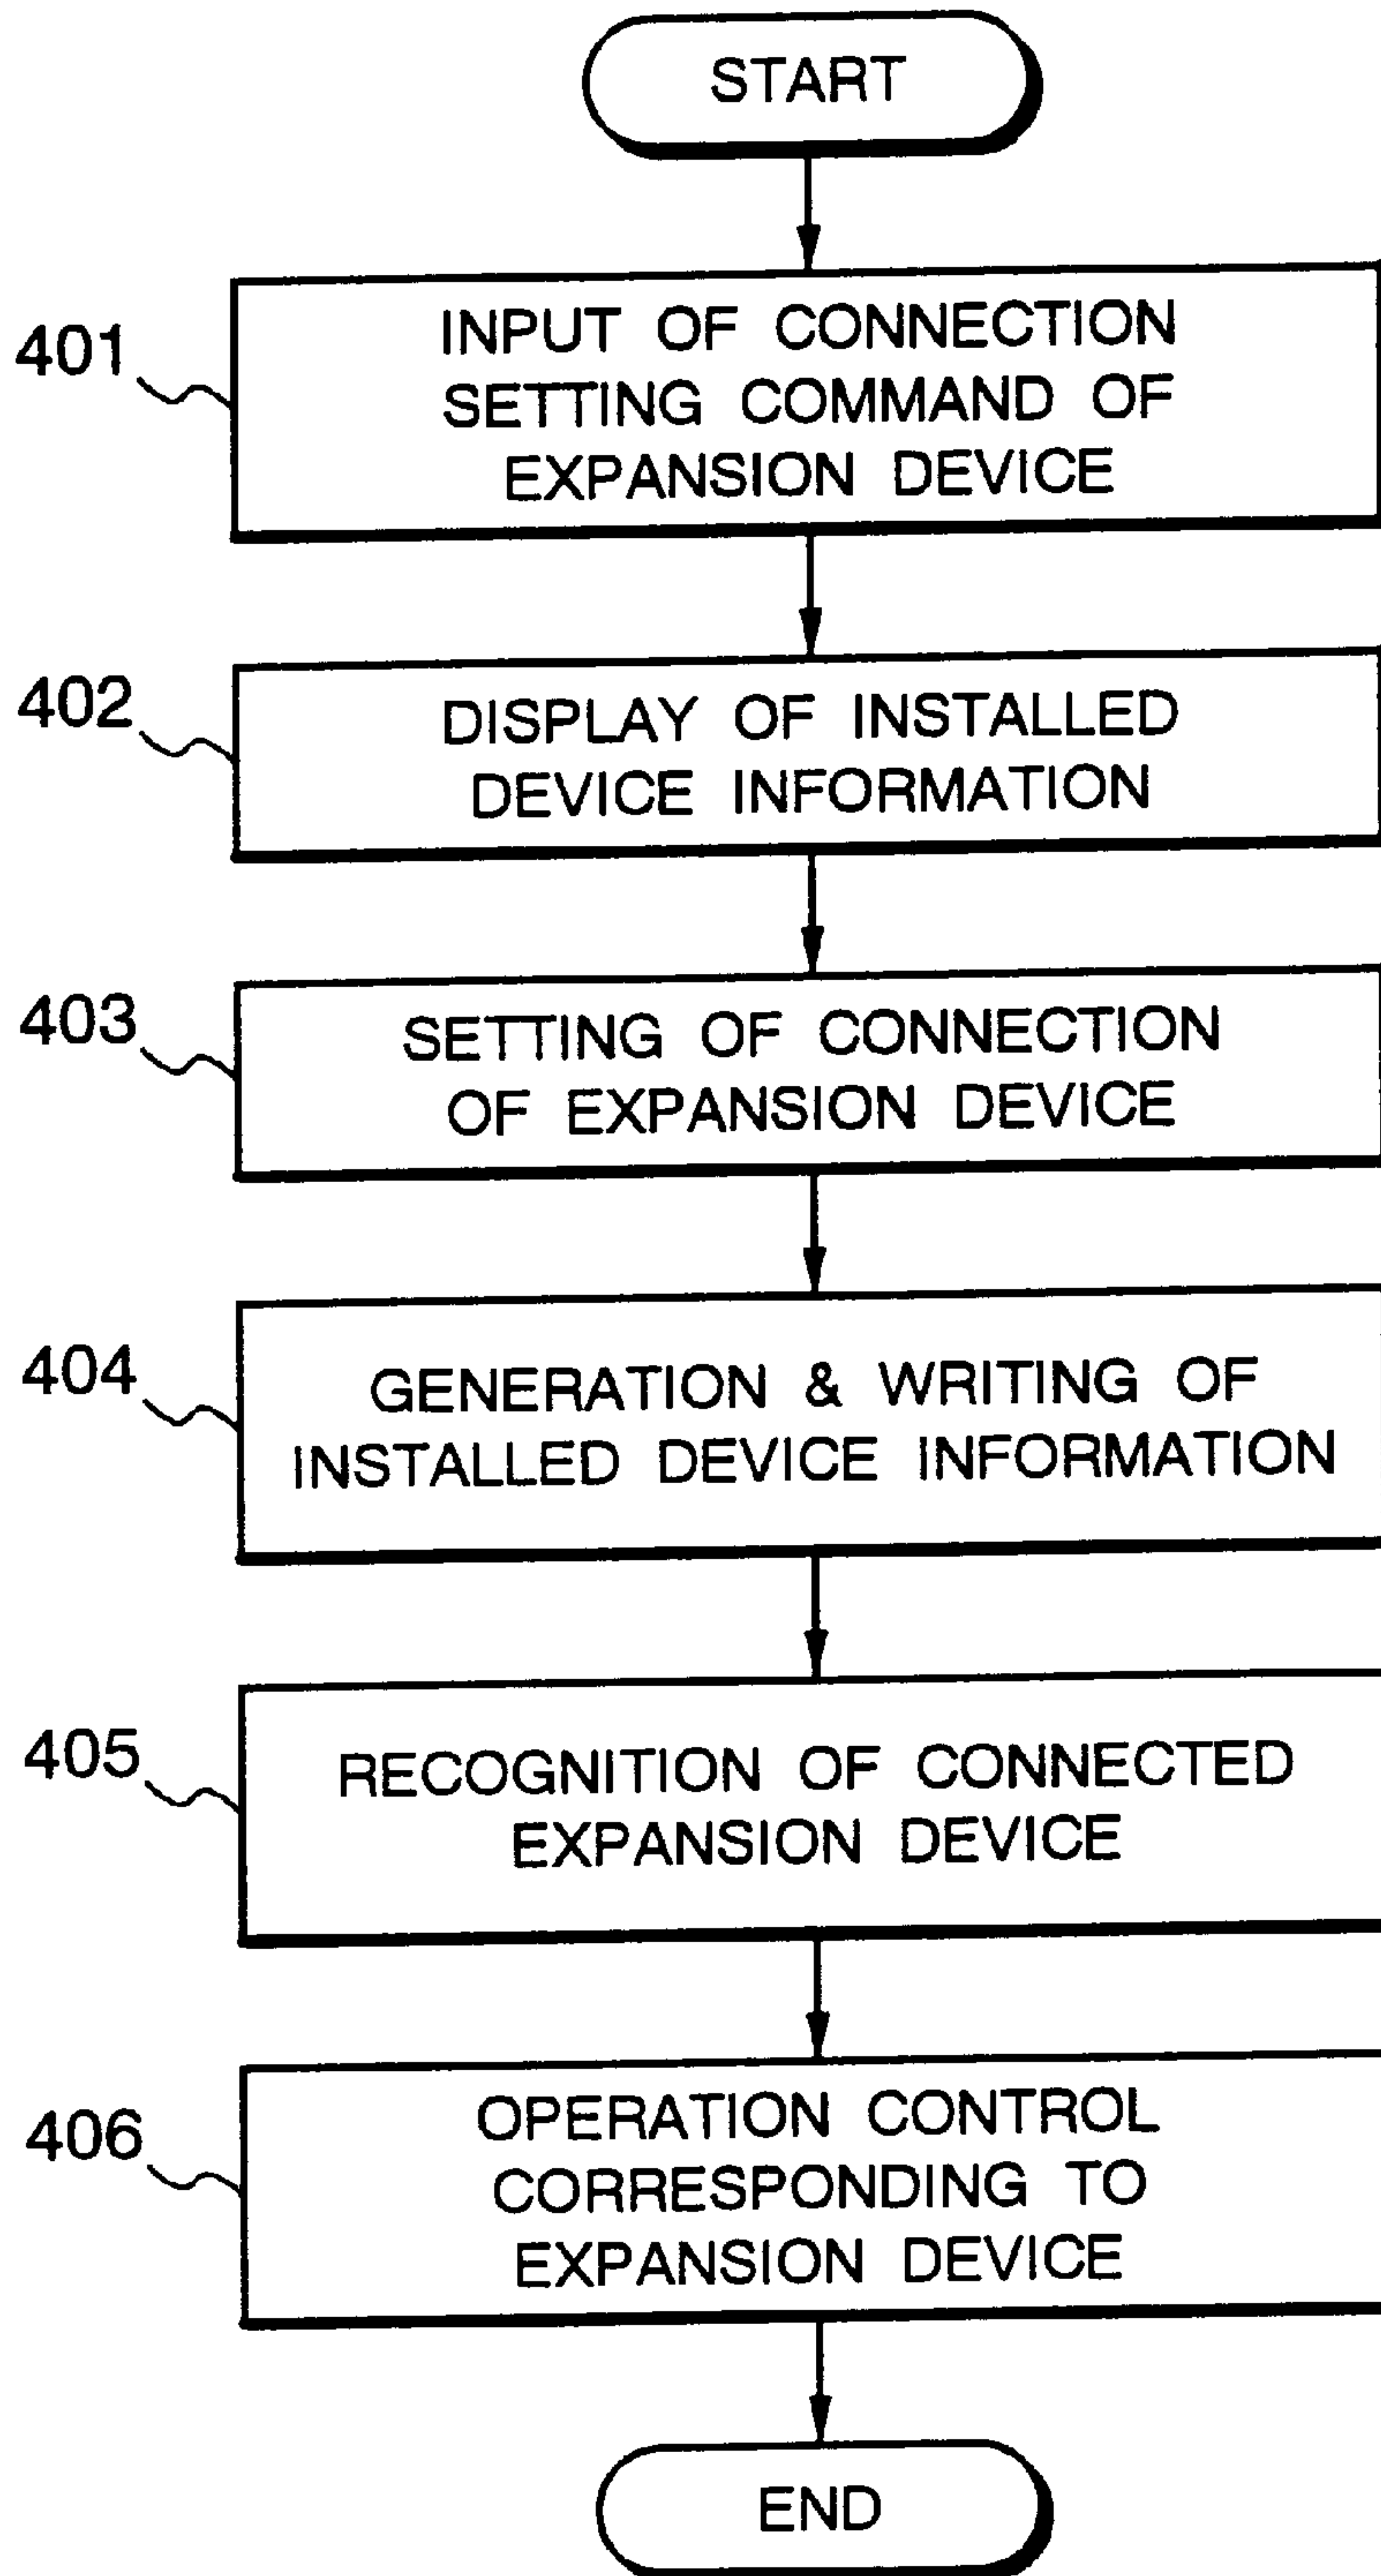 START
401
INPUT OF CONNECTION
SETTING COMMAND OF
EXPANSION DEVICE
402
DISPLAY OF INSTALLED
DEVICE INFORMATION
403
SETTING OF CONNECTION
OF EXPANSION DEVICE
404
GENERATION & WRITING OF
INSTALLED DEVICE INFORMATION
405
RECOGNITION OF CONNECTED
EXPANSION DEVICE
406
OPERATION CONTROL
CORRESPONDING TO
EXPANSION DEVICE
END